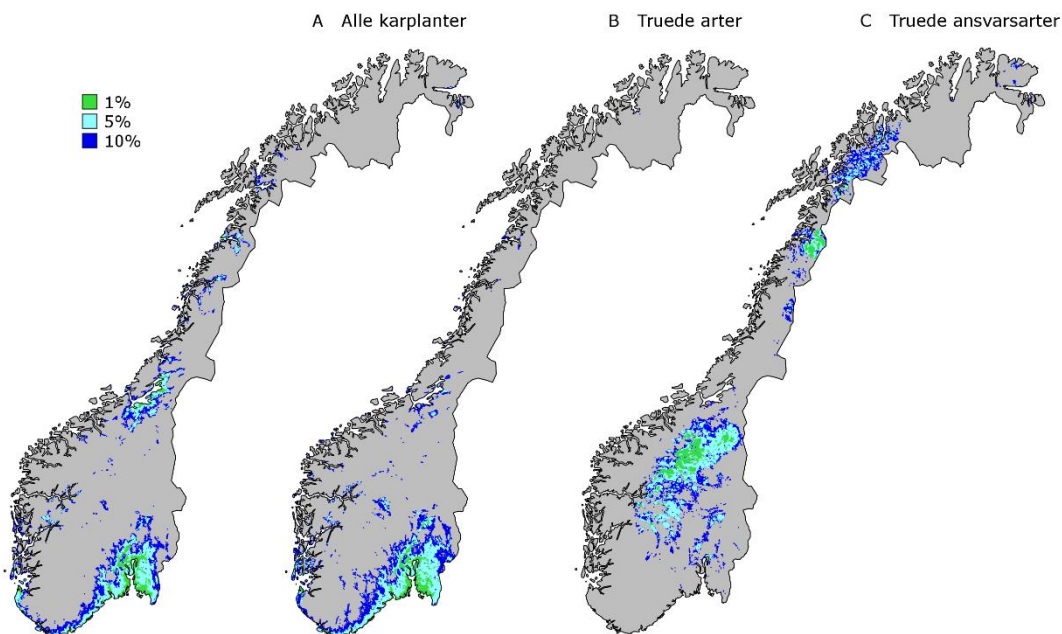 A Alle karplanter
B Truede arter
C Truede ansvarsarter
1%
5%
10%